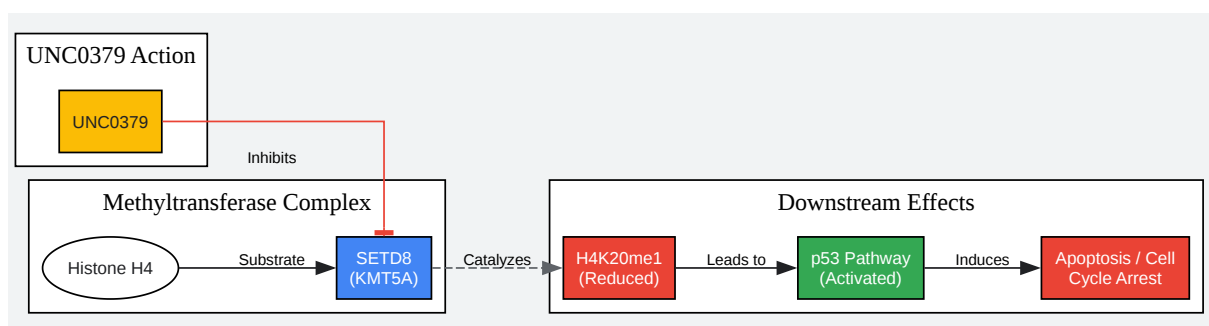 UNC0379 Action
UNC0379
Inhibits
Methyltransferase Complex
Histone H4
Substrate
SETD8
(KMT5A)
Catalyzes
Downstream Effects
H4K20me1
(Reduced)
Leads to
p53 Pathway
(Activated)
Induces
Apoptosis / Cell
Cycle Arrest